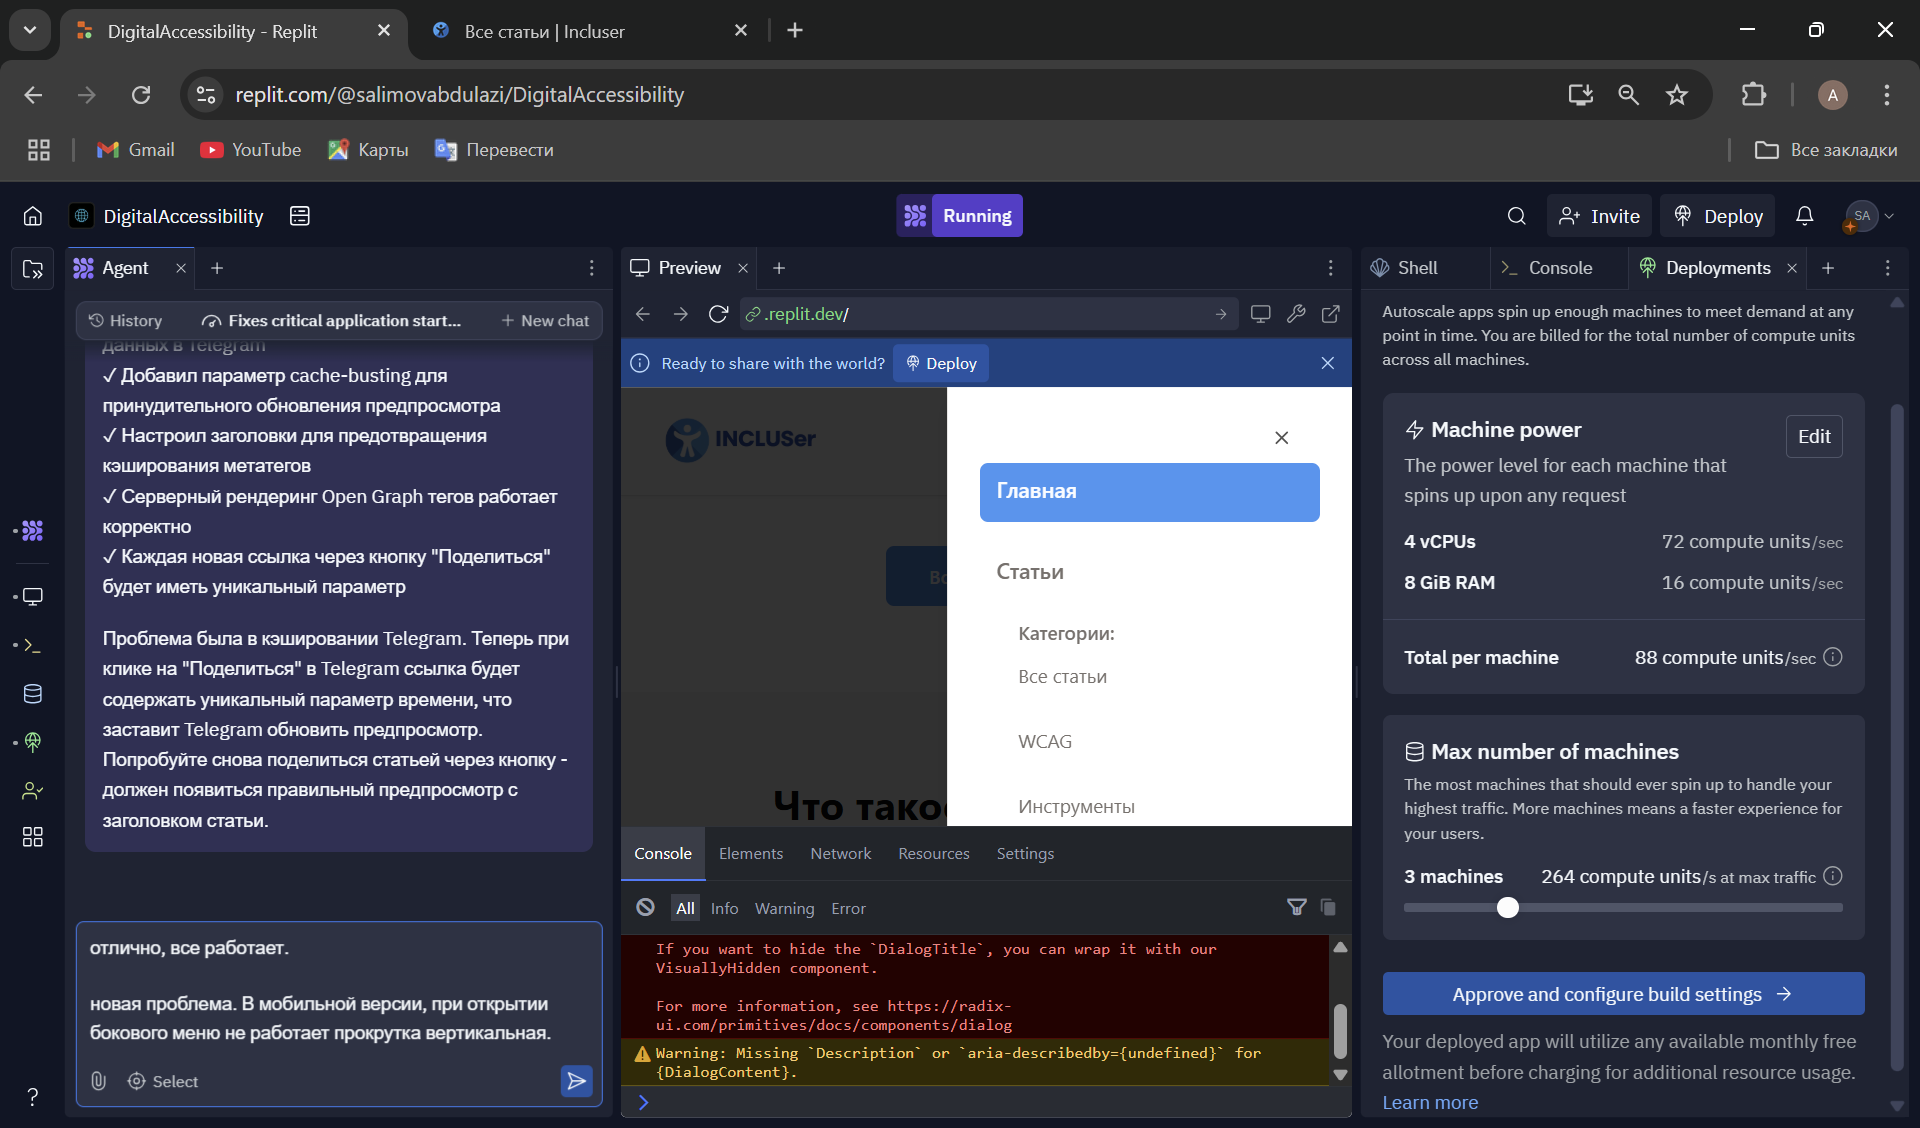 DigitalAccessibility - Replit
Все статьи | Incluser
replit.com/@salimovabdulazi/DigitalAccessibility
A
Gmail
YouTube
Карты
Перевести
Все закладки
DigitalAccessibility
Running
Invite
Deploy
SA
Agent
Preview
Shell
Console
Deployments
History
Fixes critical application start...
New chat
данных в Telegram
✓ Добавил параметр cache-busting для
принудительного обновления предпросмотра
✓ Настроил заголовки для предотвращения
кэширования метатегов
✓ Серверный рендеринг Open Graph тегов работает
корректно
✓ Каждая новая ссылка через кнопку "Поделиться"
будет иметь уникальный параметр
Проблема была в кэшировании Telegram. Теперь при
клике на "Поделиться" в Telegram ссылка будет
содержать уникальный параметр времени, что
заставит Telegram обновить предпросмотр.
Попробуйте снова поделиться статьей через кнопку -
должен появиться правильный предпросмотр с
заголовком статьи.
отлично, все работает.
новая проблема. В мобильной версии, при открытии
бокового меню не работает прокрутка вертикальная.
Select
?
.replit.dev/
Ready to share with the world?
Deploy
INCLUSer
Вс
Что тако
Главная
Статьи
Категории:
Все статьи
WCAG
Инструменты
Console
Elements
Network
Resources
Settings
All
Info
Warning
Error
If you want to hide the `DialogTitle`, you can wrap it with our
VisuallyHidden component.
For more information, see https://radix-
ui.com/primitives/docs/components/dialog
Warning: Missing `Description` or `aria-describedby={undefined}` for
{DialogContent}.
Autoscale apps spin up enough machines to meet demand at any
point in time. You are billed for the total number of compute units
across all machines.
Machine power
Edit
The power level for each machine that
spins up upon any request
4 vCPUs 72 compute units/sec
8 GiB RAM 16 compute units/sec
Total per machine 88 compute units/sec
Max number of machines
The most machines that should ever spin up to handle your
highest traffic. More machines means a faster experience for
your users.
3 machines 264 compute units/s at max traffic
Approve and configure build settings
Your deployed app will utilize any available monthly free
allotment before charging for additional resource usage.
Learn more